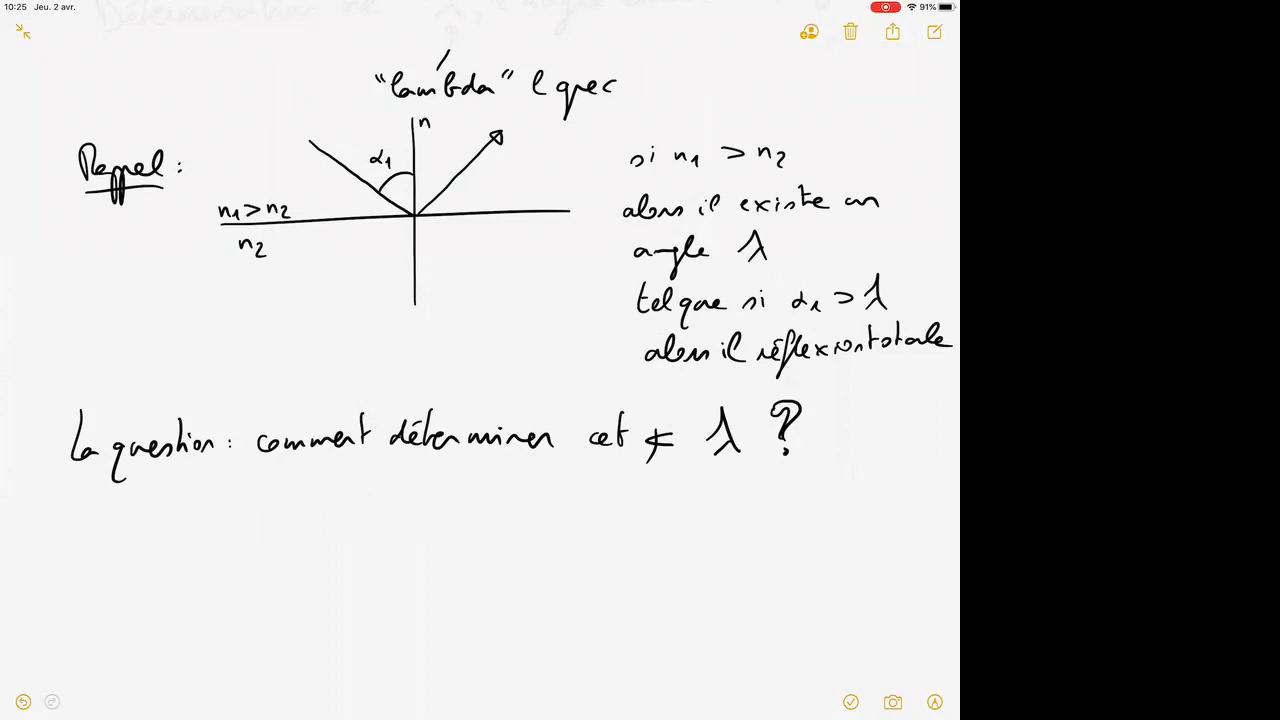 10:25 Jeu. 2 avr.
91%
"lambda" l grec
n
Rappel :
α1
n1 > n2
n2
si n1 > n2
alors il existe un
angle λ
tel que si α1 > λ
alors il réflexion totale
La question : comment déterminer cet ∢ λ ?